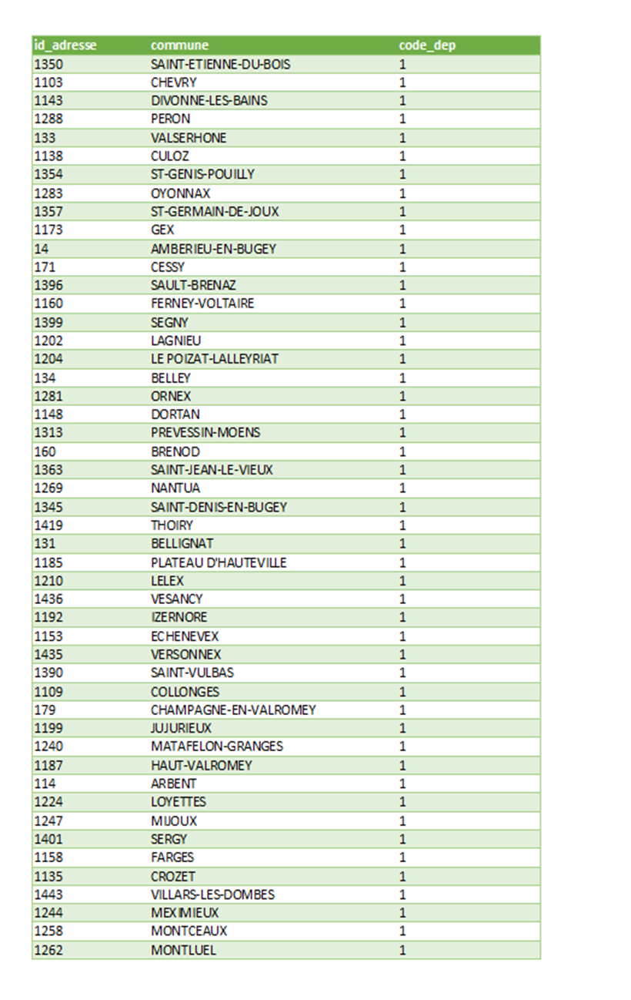 id_adresse commune code_dep
1350 SAINT-ETIENNE-DU-BOIS 1
1103 CHEVRY 1
1143 DIVONNE-LES-BAINS 1
1288 PERON 1
133 VALSERHONE 1
1138 CULOZ 1
1354 ST-GENIS-POUILLY 1
1283 OYONNAX 1
1357 ST-GERMAIN-DE-JOUX 1
1173 GEX 1
14 AMBERIEU-EN-BUGEY 1
171 CESSY 1
1396 SAULT-BRENAZ 1
1160 FERNEY-VOLTAIRE 1
1399 SEGNY 1
1202 LAGNIEU 1
1204 LE POIZAT-LALLEYRIAT 1
134 BELLEY 1
1281 ORNEX 1
1148 DORTAN 1
1313 PREVESSIN-MOENS 1
160 BRENOD 1
1363 SAINT-JEAN-LE-VIEUX 1
1269 NANTUA 1
1345 SAINT-DENIS-EN-BUGEY 1
1419 THOIRY 1
131 BELLIGNAT 1
1185 PLATEAU D'HAUTEVILLE 1
1210 LELEX 1
1436 VESANCY 1
1192 IZERNORE 1
1153 ECHENEVEX 1
1435 VERSONNEX 1
1390 SAINT-VULBAS 1
1109 COLLONGES 1
179 CHAMPAGNE-EN-VALROMEY 1
1199 JUJURIEUX 1
1240 MATAFELON-GRANGES 1
1187 HAUT-VALROMEY 1
114 ARBENT 1
1224 LOYETTES 1
1247 MIJOUX 1
1401 SERGY 1
1158 FARGES 1
1135 CROZET 1
1443 VILLARS-LES-DOMBES 1
1244 MEXIMIEUX 1
1258 MONTCEAUX 1
1262 MONTLUEL 1